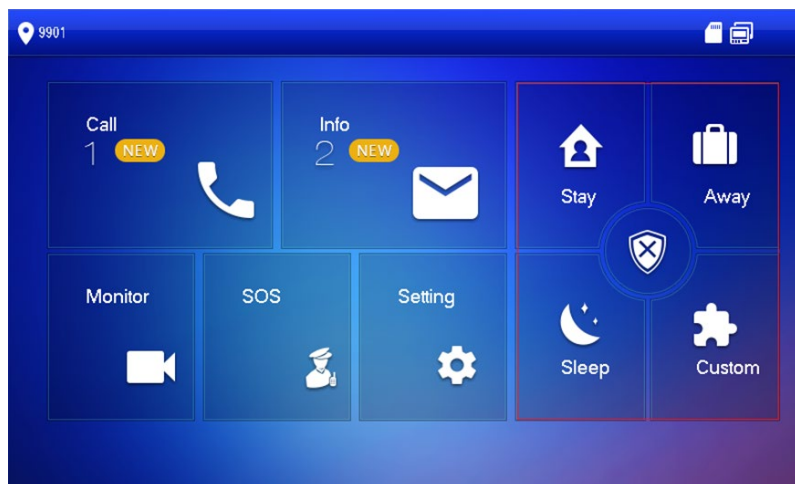 9901
Call
1 NEW
Info
2 NEW
Stay
Away
Monitor
SOS
Setting
Sleep
Custom